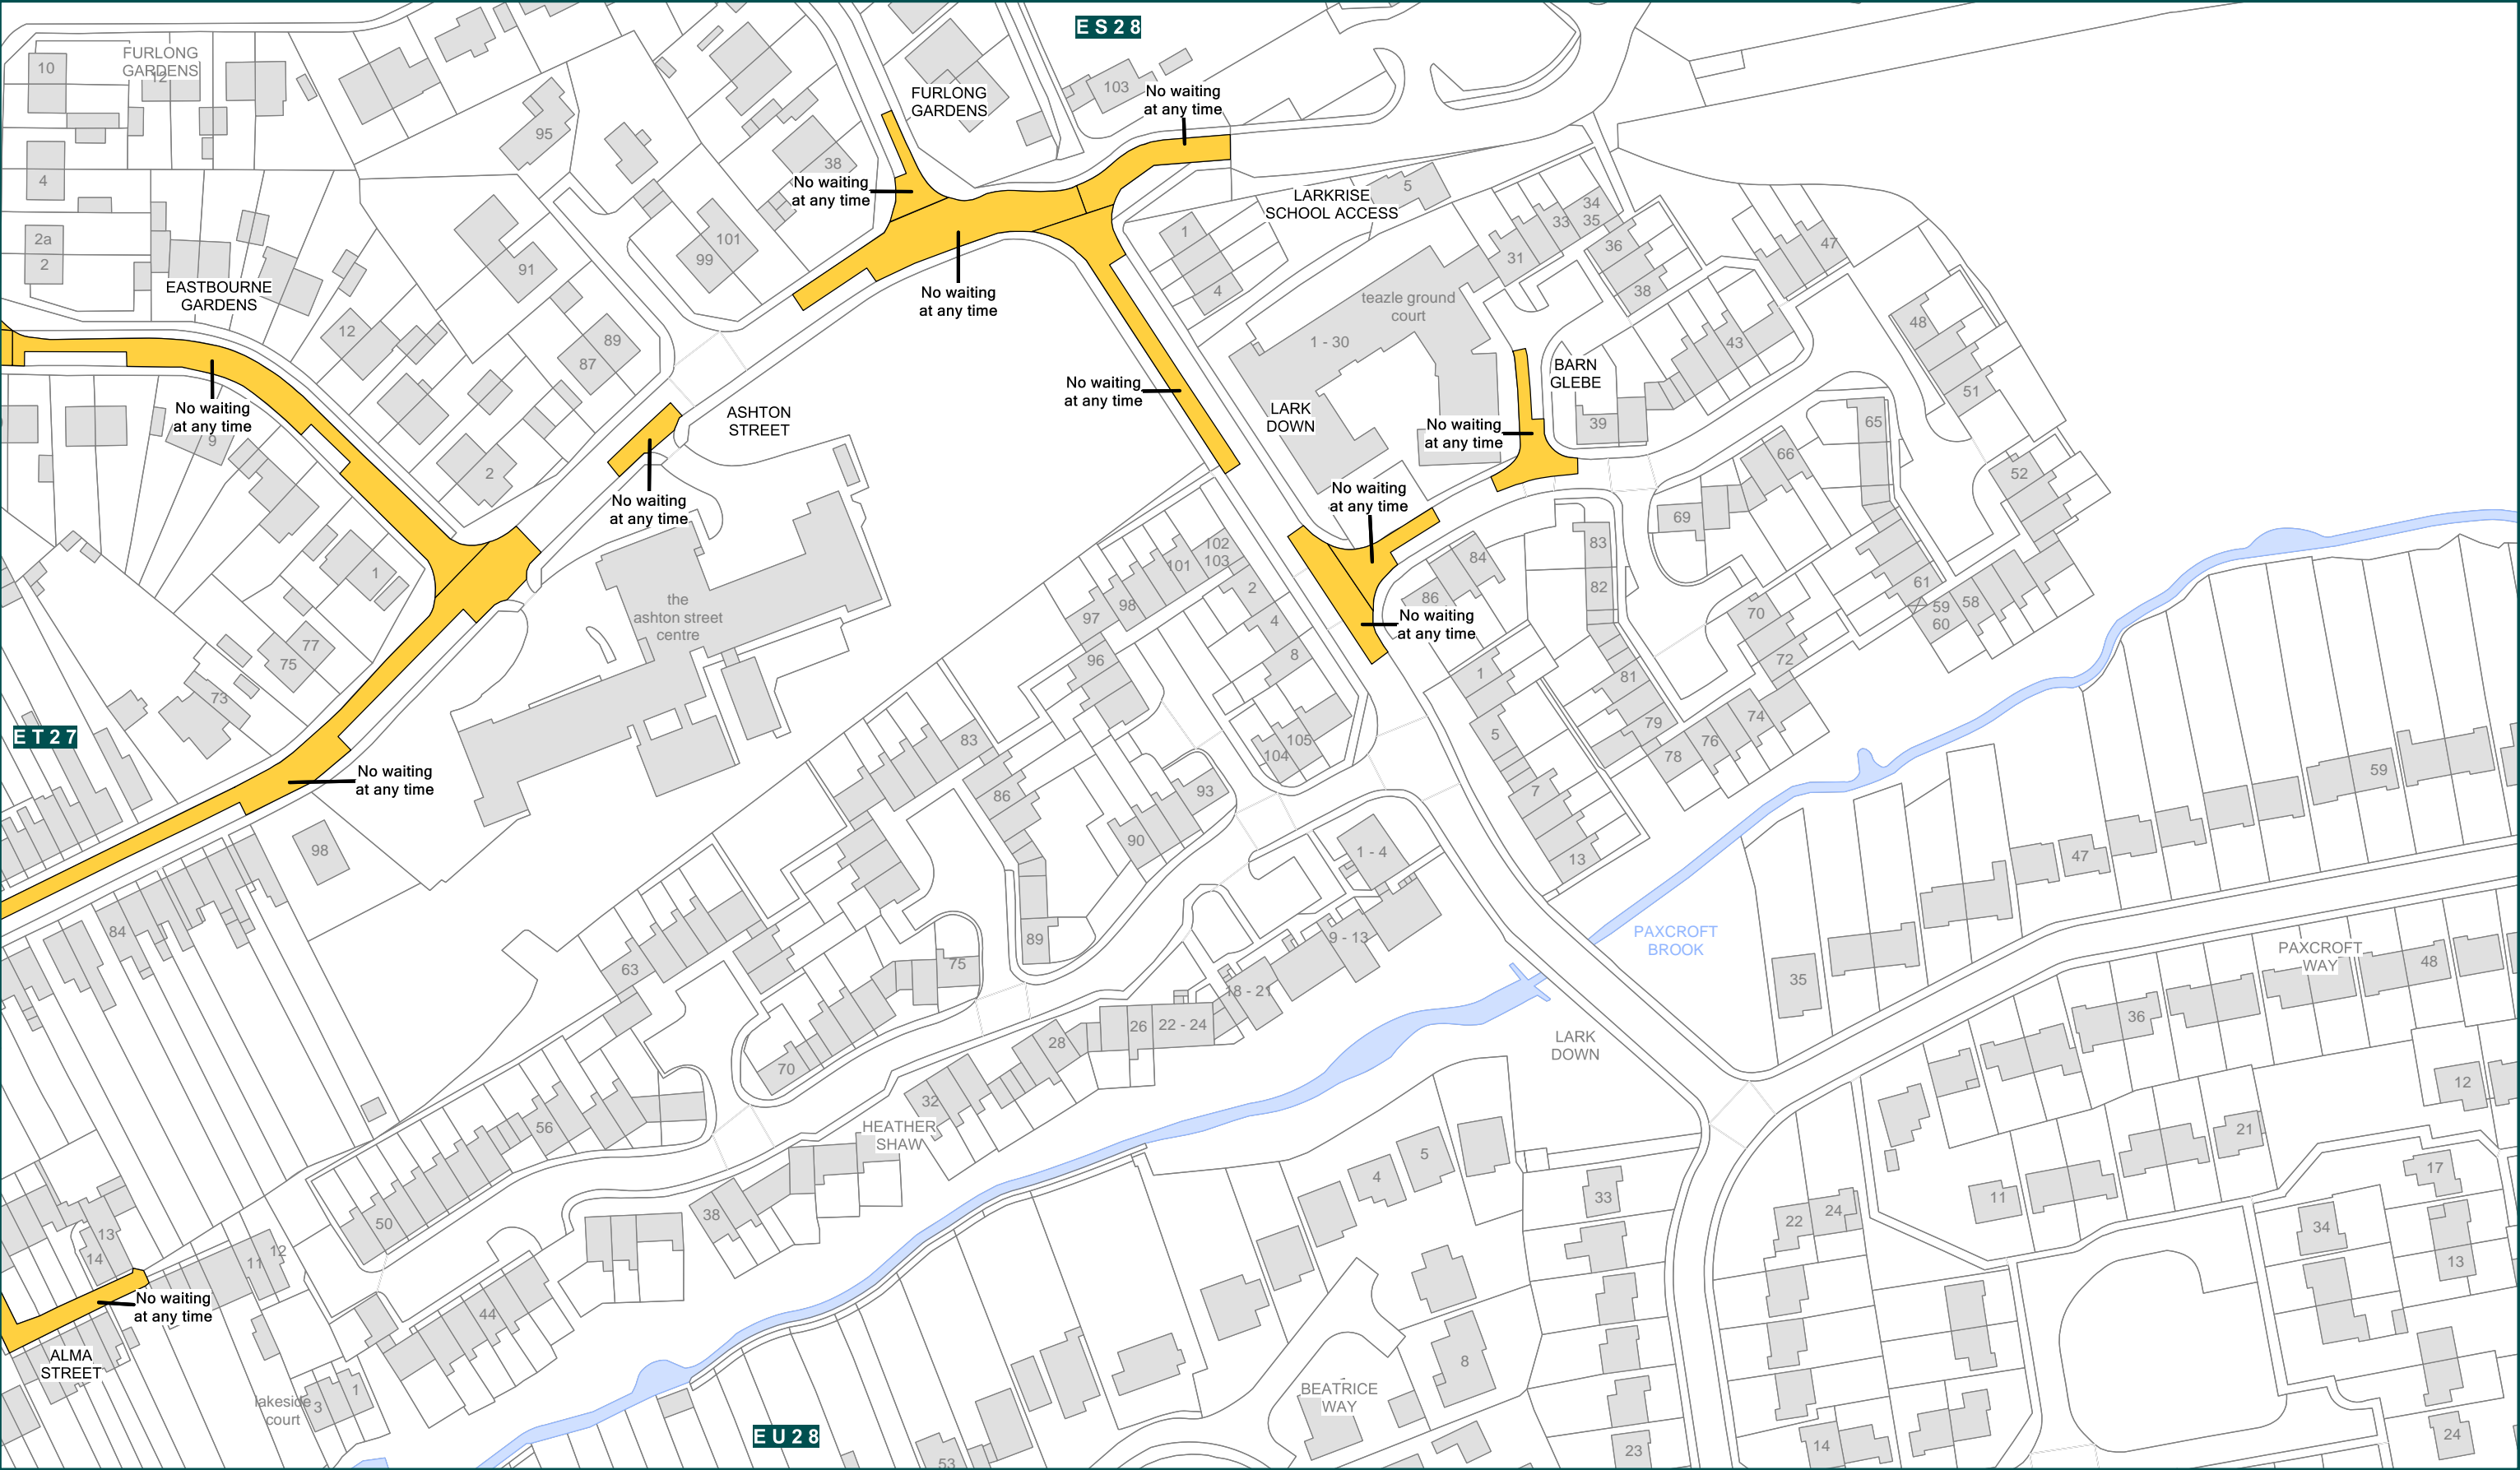 ES28
FURLONG
GARDENS
10
12
103
FURLONG
GARDENS
No waiting
at any time
95
38
4
No waiting
at any time
5
LARKRISE
SCHOOL ACCESS
34
35
33
1
2a
2
101
99
36
47
31
91
38
4
EASTBOURNE
GARDENS
No waiting
at any time
teazle ground
court
1 - 30
48
12
89
87
43
BARN
GLEBE
51
No waiting
at any time
No waiting
at any time
9
ASHTON
STREET
LARK
DOWN
No waiting
at any time
39
65
66
52
2
No waiting
at any time
No waiting
at any time
69
83
102
103
101
84
82
1
2
86
the
ashton street
centre
97
98
4
No waiting
at any time
61
59
60
58
70
77
75
96
8
72
1
81
73
79
74
ET27
83
105
104
5
76
78
59
No waiting
at any time
86
93
7
98
90
1 - 4
13
47
84
89
9 - 13
PAXCROFT
BROOK
PAXCROFT
WAY
48
63
75
35
18 - 21
36
26
22 - 24
28
LARK
DOWN
70
12
32
56
HEATHER
SHAW
21
5
4
17
33
11
50
38
22
24
34
13
14
12
11
13
No waiting
at any time
44
ALMA
STREET
8
lakeside
court
3
1
BEATRICE
WAY
EU28
14
23
24
53